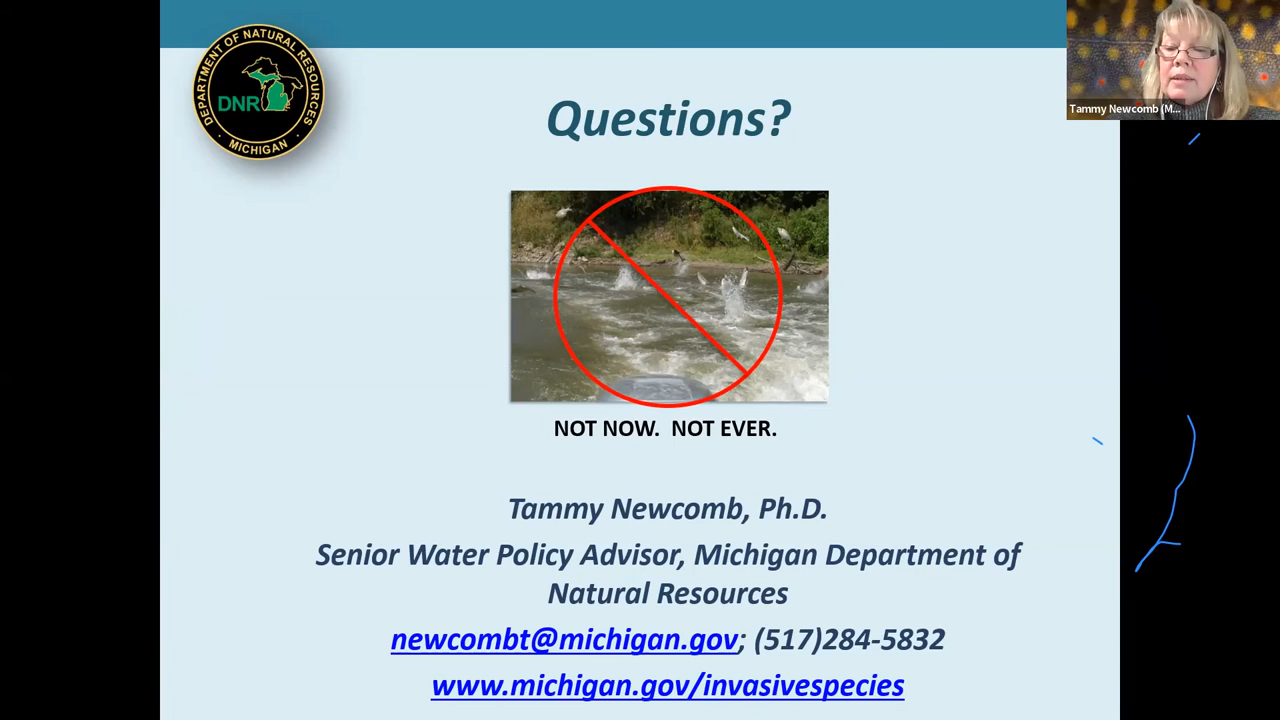 DEPARTMENT OF NATURAL RESOURCES
DNR
MICHIGAN
Tammy Newcomb (M...
Questions?
NOT NOW. NOT EVER.
Tammy Newcomb, Ph.D.
Senior Water Policy Advisor, Michigan Department of
Natural Resources
newcombt@michigan.gov; (517)284-5832
www.michigan.gov/invasivespecies